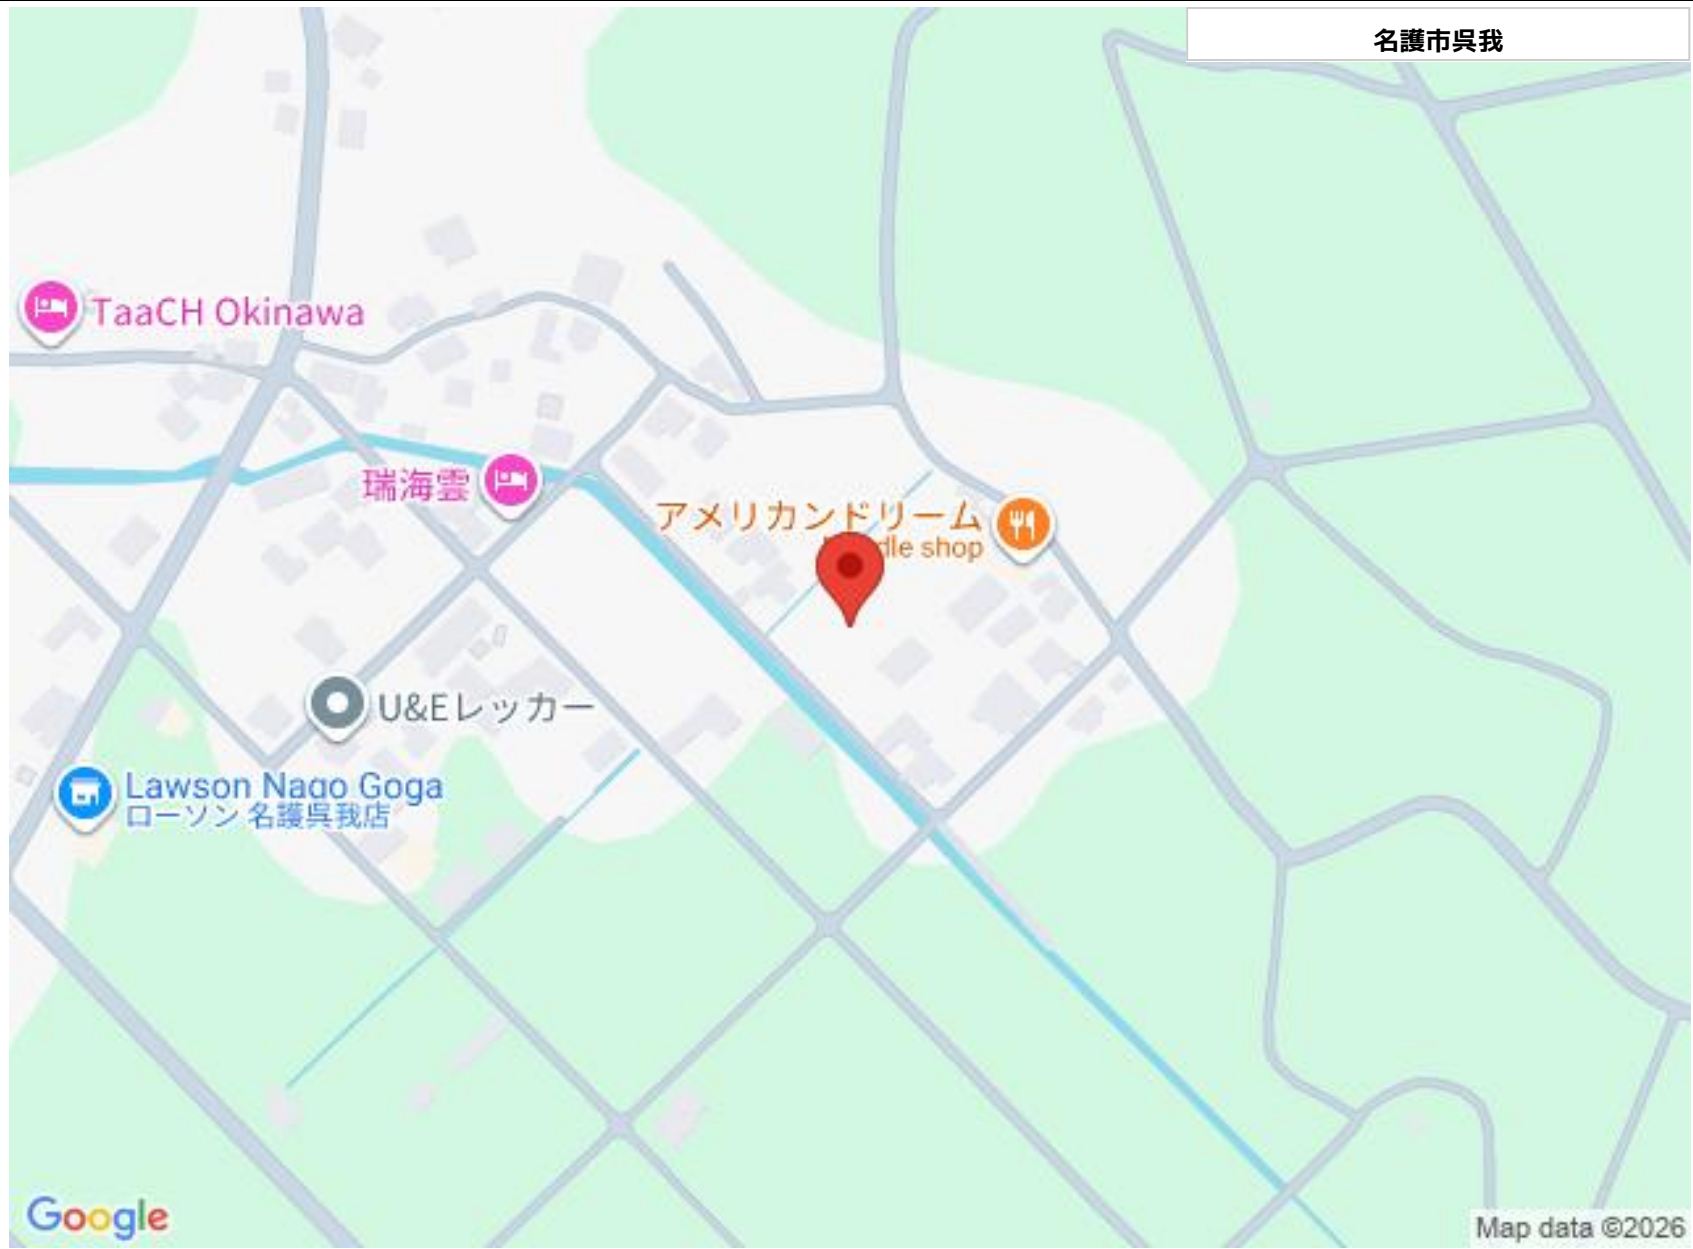 名護市呉我
TaaCH Okinawa
瑞海雲
アメリカンドリーム
dle shop
U&Eレッカー
Lawson Nago Goga
ローソン 名護呉我店
Google
Map data ©2026